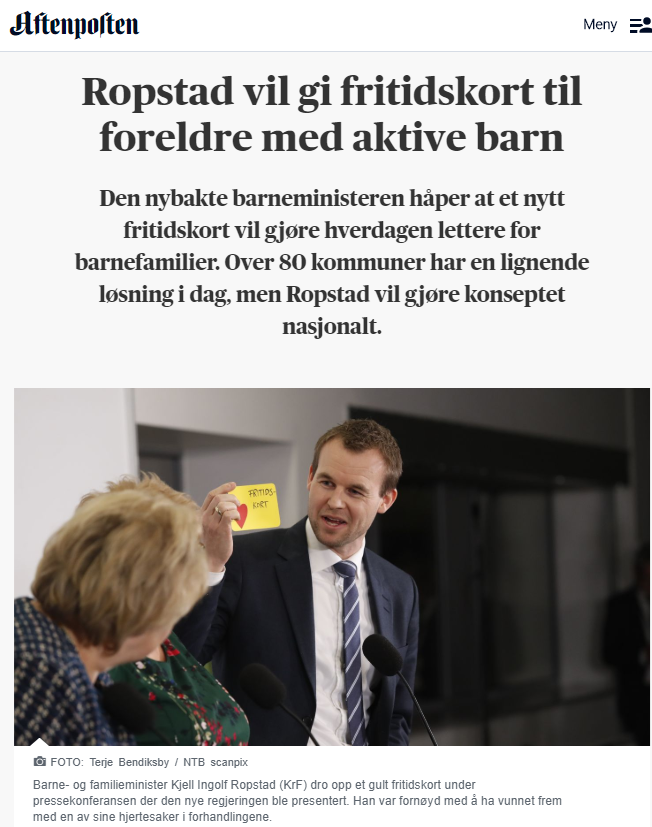 Aftenposten
Meny
Ropstad vil gi fritidskort til
foreldre med aktive barn
Den nybakte barneministeren håper at et nytt
fritidskort vil gjøre hverdagen lettere for
barnefamilier. Over 80 kommuner har en lignende
løsning i dag, men Ropstad vil gjøre konseptet
nasjonalt.
FRITIDS-
KORT
FOTO: Terje Bendiksby / NTB scanpix
Barne- og familieminister Kjell Ingolf Ropstad (KrF) dro opp et gult fritidskort under
pressekonferansen der den nye regjeringen ble presentert. Han var fornøyd med å ha vunnet frem
med en av sine hjertesaker i forhandlingene.